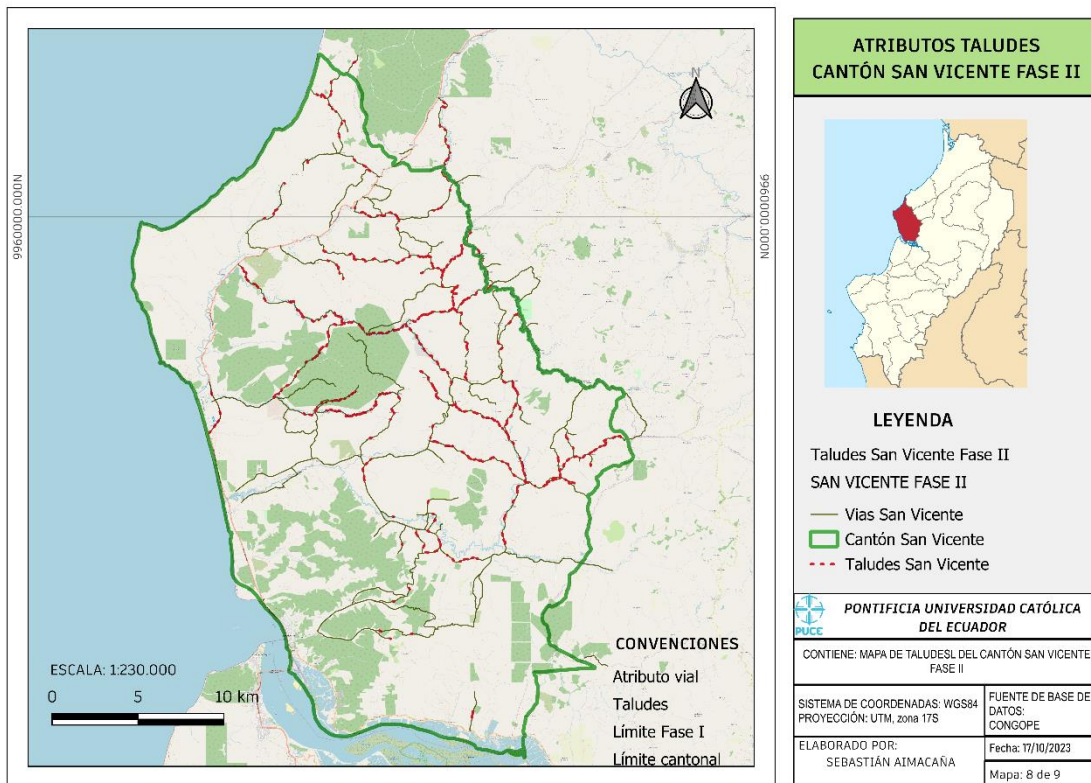 9960000.000N
9960000.000N
N
ESCALA: 1:230.000
0 5 10 km
CONVENCIONES
Atributo vial
Taludes
Límite Fase I
Límite cantonal
ATRIBUTOS TALUDES
CANTÓN SAN VICENTE FASE II
LEYENDA
Taludes San Vicente Fase II
SAN VICENTE FASE II
Vias San Vicente
Cantón San Vicente
Taludes San Vicente
PUCE
PONTIFICIA UNIVERSIDAD CATÓLICA
DEL ECUADOR
CONTIENE: MAPA DE TALUDESL DEL CANTÓN SAN VICENTE
FASE II
SISTEMA DE COORDENADAS: WGS84
PROYECCIÓN: UTM, zona 17S
FUENTE DE BASE DE
DATOS:
CONGOPE
ELABORADO POR:
SEBASTIÁN AIMACAÑA
Fecha: 17/10/2023
Mapa: 8 de 9